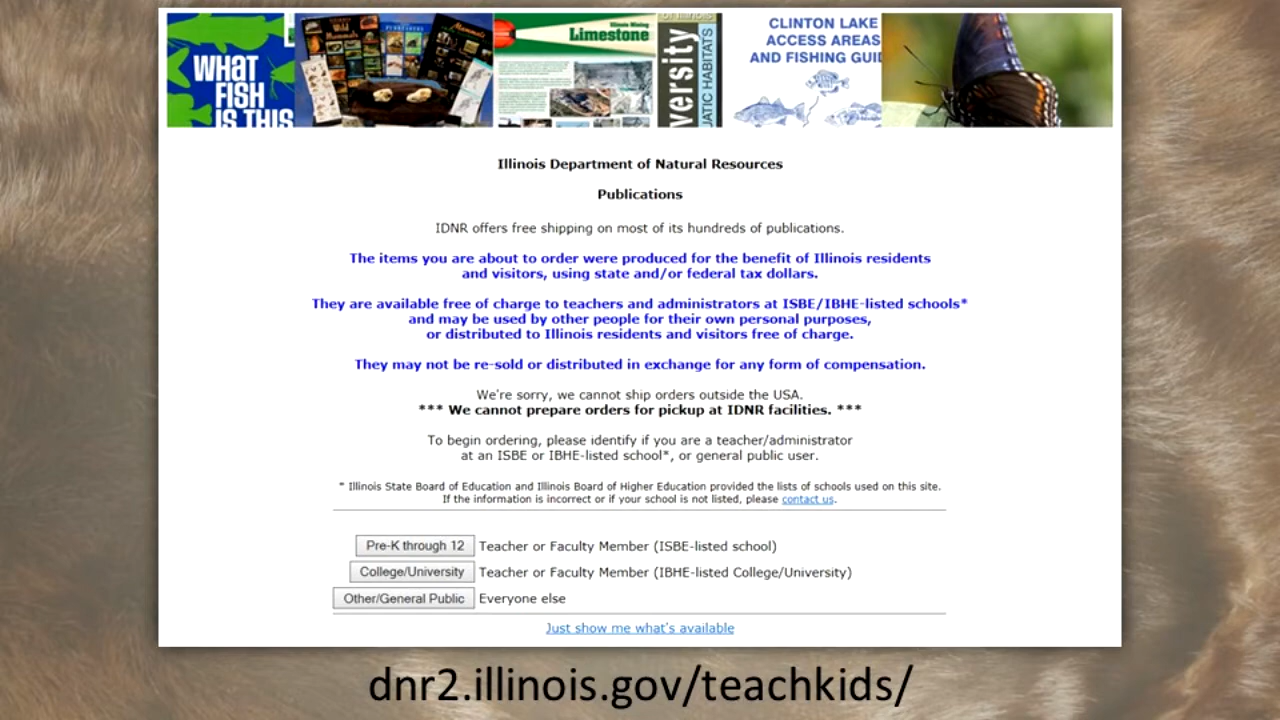 WHAT
FISH
IS THIS
Wild
Mammals
Mammals
Illinois Mining
Limestone
OF ILLINOIS
versity
UATIC HABITATS
CLINTON LAKE
ACCESS AREAS
AND FISHING GUID
Illinois Department of Natural Resources
Publications
IDNR offers free shipping on most of its hundreds of publications.
The items you are about to order were produced for the benefit of Illinois residents
and visitors, using state and/or federal tax dollars.
They are available free of charge to teachers and administrators at ISBE/IBHE-listed schools*
and may be used by other people for their own personal purposes,
or distributed to Illinois residents and visitors free of charge.
They may not be re-sold or distributed in exchange for any form of compensation.
We're sorry, we cannot ship orders outside the USA.
*** We cannot prepare orders for pickup at IDNR facilities. ***
To begin ordering, please identify if you are a teacher/administrator
at an ISBE or IBHE-listed school*, or general public user.
* Illinois State Board of Education and Illinois Board of Higher Education provided the lists of schools used on this site.
If the information is incorrect or if your school is not listed, please contact us.
Pre-K through 12 Teacher or Faculty Member (ISBE-listed school)
College/University Teacher or Faculty Member (IBHE-listed College/University)
Other/General Public Everyone else
Just show me what's available
dnr2.illinois.gov/teachkids/